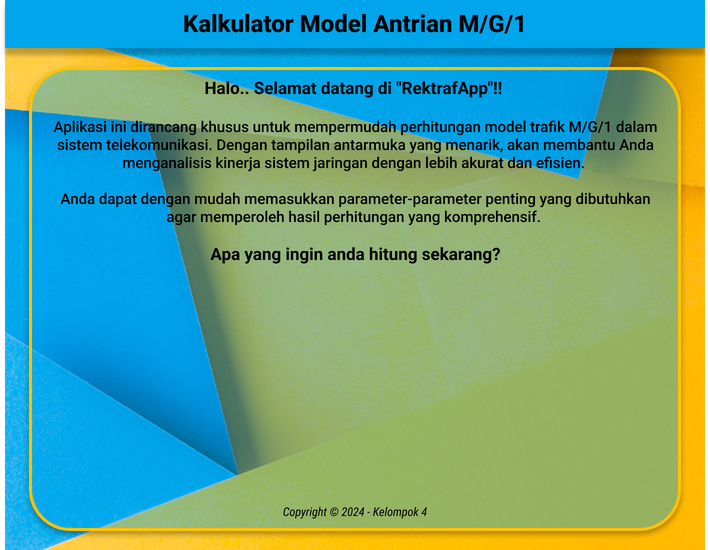 Kalkulator Model Antrian M/G/1
Halo.. Selamat datang di "RektrafApp"!!
Aplikasi ini dirancang khusus untuk mempermudah perhitungan model trafik M/G/1 dalam
sistem telekomunikasi. Dengan tampilan antarmuka yang menarik, akan membantu Anda
menganalisis kinerja sistem jaringan dengan lebih akurat dan efisien.
Anda dapat dengan mudah memasukkan parameter-parameter penting yang dibutuhkan
agar memperoleh hasil perhitungan yang komprehensif.
Apa yang ingin anda hitung sekarang?
Copyright © 2024 - Kelompok 4